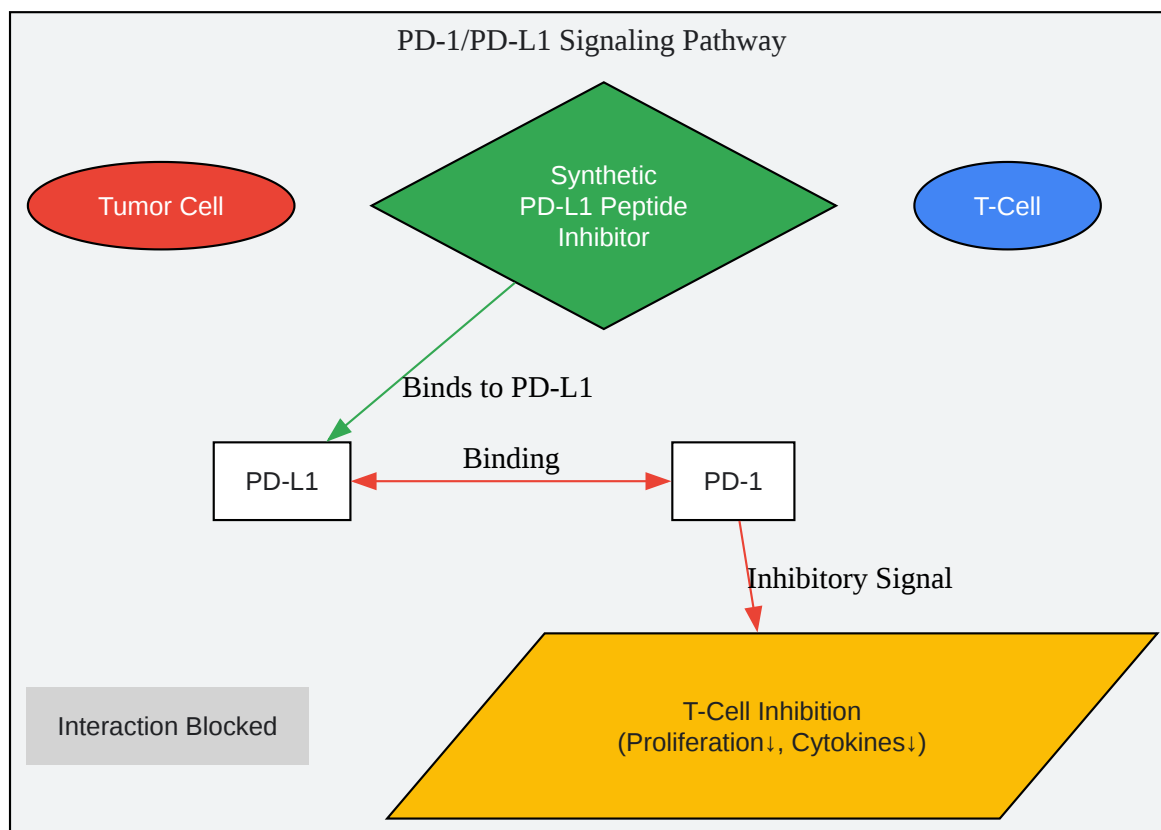 PD-1/PD-L1 Signaling Pathway
Tumor Cell
Synthetic
PD-L1 Peptide
Inhibitor
T-Cell
Binds to PD-L1
PD-L1
Binding
PD-1
Inhibitory Signal
Interaction Blocked
T-Cell Inhibition
(Proliferation↓, Cytokines↓)